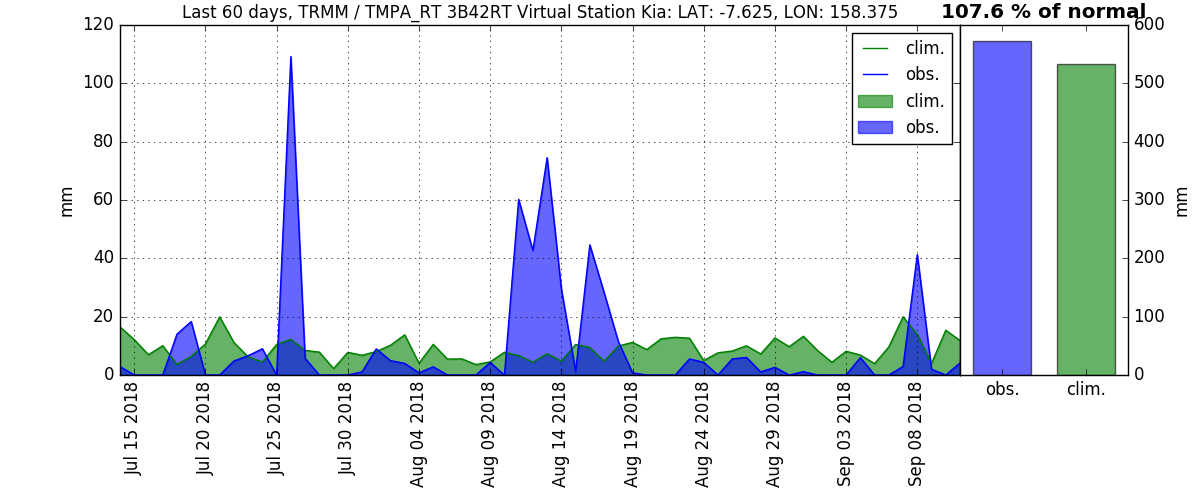 Last 60 days, TRMM / TMPA_RT 3B42RT Virtual Station Kia: LAT: -7.625, LON: 158.375
107.6 % of normal
120
100
80
60
40
20
0
mm
clim.
obs.
clim.
obs.
600
500
400
300
200
100
0
mm
Jul 15 2018
Jul 20 2018
Jul 25 2018
Jul 30 2018
Aug 04 2018
Aug 09 2018
Aug 14 2018
Aug 19 2018
Aug 24 2018
Aug 29 2018
Sep 03 2018
Sep 08 2018
obs.
clim.